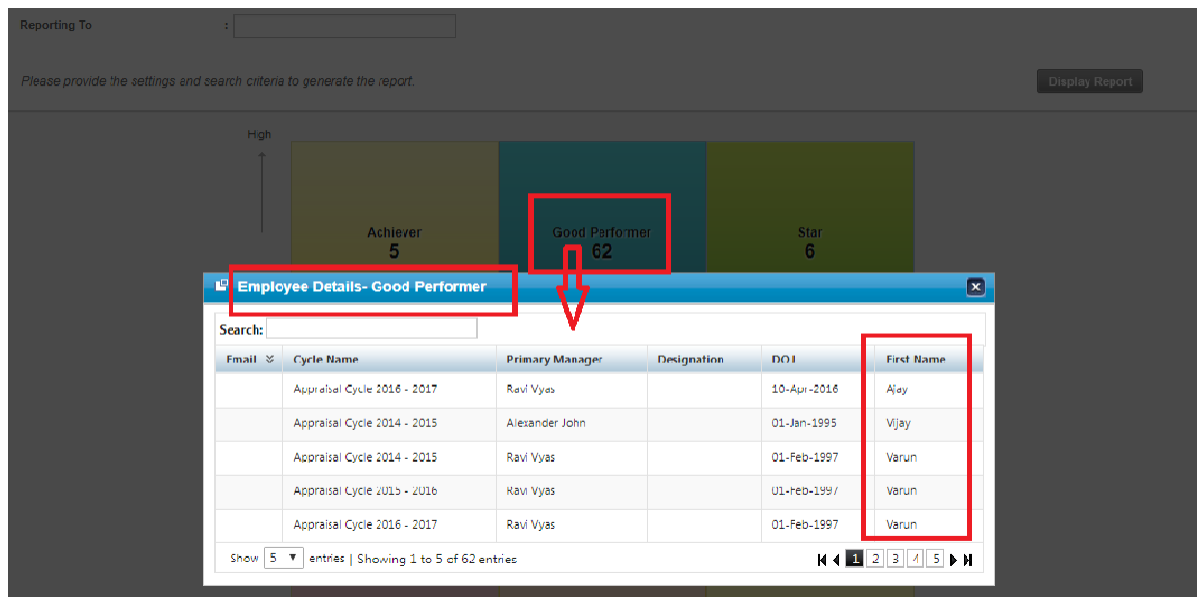 Reporting To :
Please provide the settings and search criteria to generate the report.
Display Report
High
Achiever
5
Good Performer
62
Star
6
Employee Details- Good Performer
Search:
Email Cycle Name Primary Manager Designation DOJ First Name
Appraisal Cycle 2016 - 2017 Ravi Vyas 10-Apr-2016 Ajay
Appraisal Cycle 2014 - 2015 Alexander John 01-Jan-1995 Vijay
Appraisal Cycle 2014 - 2015 Ravi Vyas 01-Feb-1997 Varun
Appraisal Cycle 2015 - 2016 Ravi Vyas 01-Feb-1997 Varun
Appraisal Cycle 2016 - 2017 Ravi Vyas 01-Feb-1997 Varun
Show 5 entries | Showing 1 to 5 of 62 entries 1 2 3 4 5